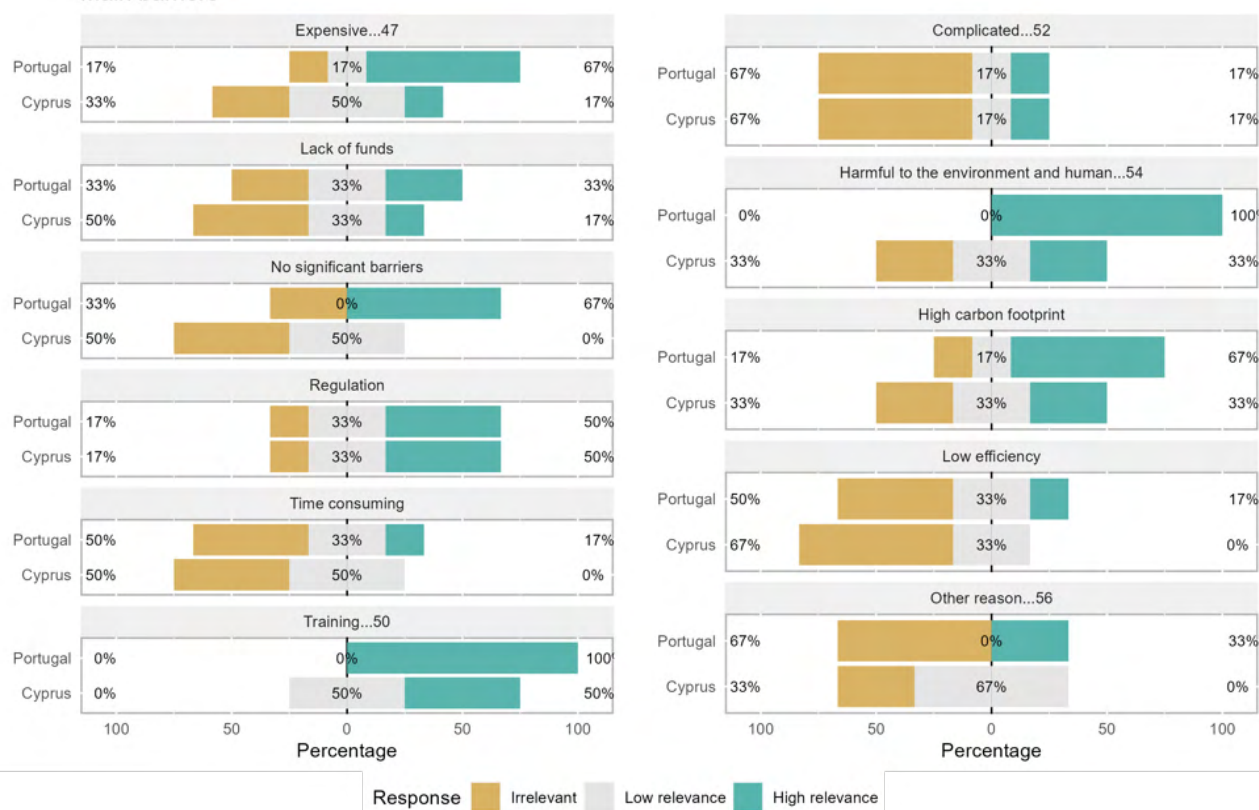 Expensive...47
Portugal 17% 17% 67%
Cyprus 33% 50% 17%
Lack of funds
Portugal 33% 33% 33%
Cyprus 50% 33% 17%
No significant barriers
Portugal 33% 0% 67%
Cyprus 50% 50% 0%
Regulation
Portugal 17% 33% 50%
Cyprus 17% 33% 50%
Time consuming
Portugal 50% 33% 17%
Cyprus 50% 50% 0%
Training...50
Portugal 0% 0% 100%
Cyprus 0% 50% 50%
100 50 0 50 100
Percentage
Complicated...52
Portugal 67% 17% 17%
Cyprus 67% 17% 17%
Harmful to the environment and human...54
Portugal 0% 0% 100%
Cyprus 33% 33% 33%
High carbon footprint
Portugal 17% 17% 67%
Cyprus 33% 33% 33%
Low efficiency
Portugal 50% 33% 17%
Cyprus 67% 33% 0%
Other reason...56
Portugal 67% 0% 33%
Cyprus 33% 67% 0%
100 50 0 50 100
Percentage
Response Irrelevant Low relevance High relevance